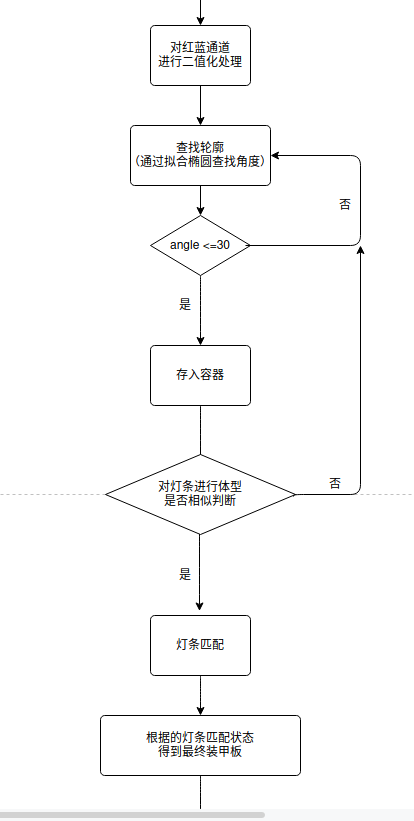 对红蓝通道
进行二值化处理
查找轮廓
（通过拟合椭圆查找角度）
否
angle <=30
是
存入容器
对灯条进行体型
是否相似判断
否
是
灯条匹配
根据的灯条匹配状态
得到最终装甲板